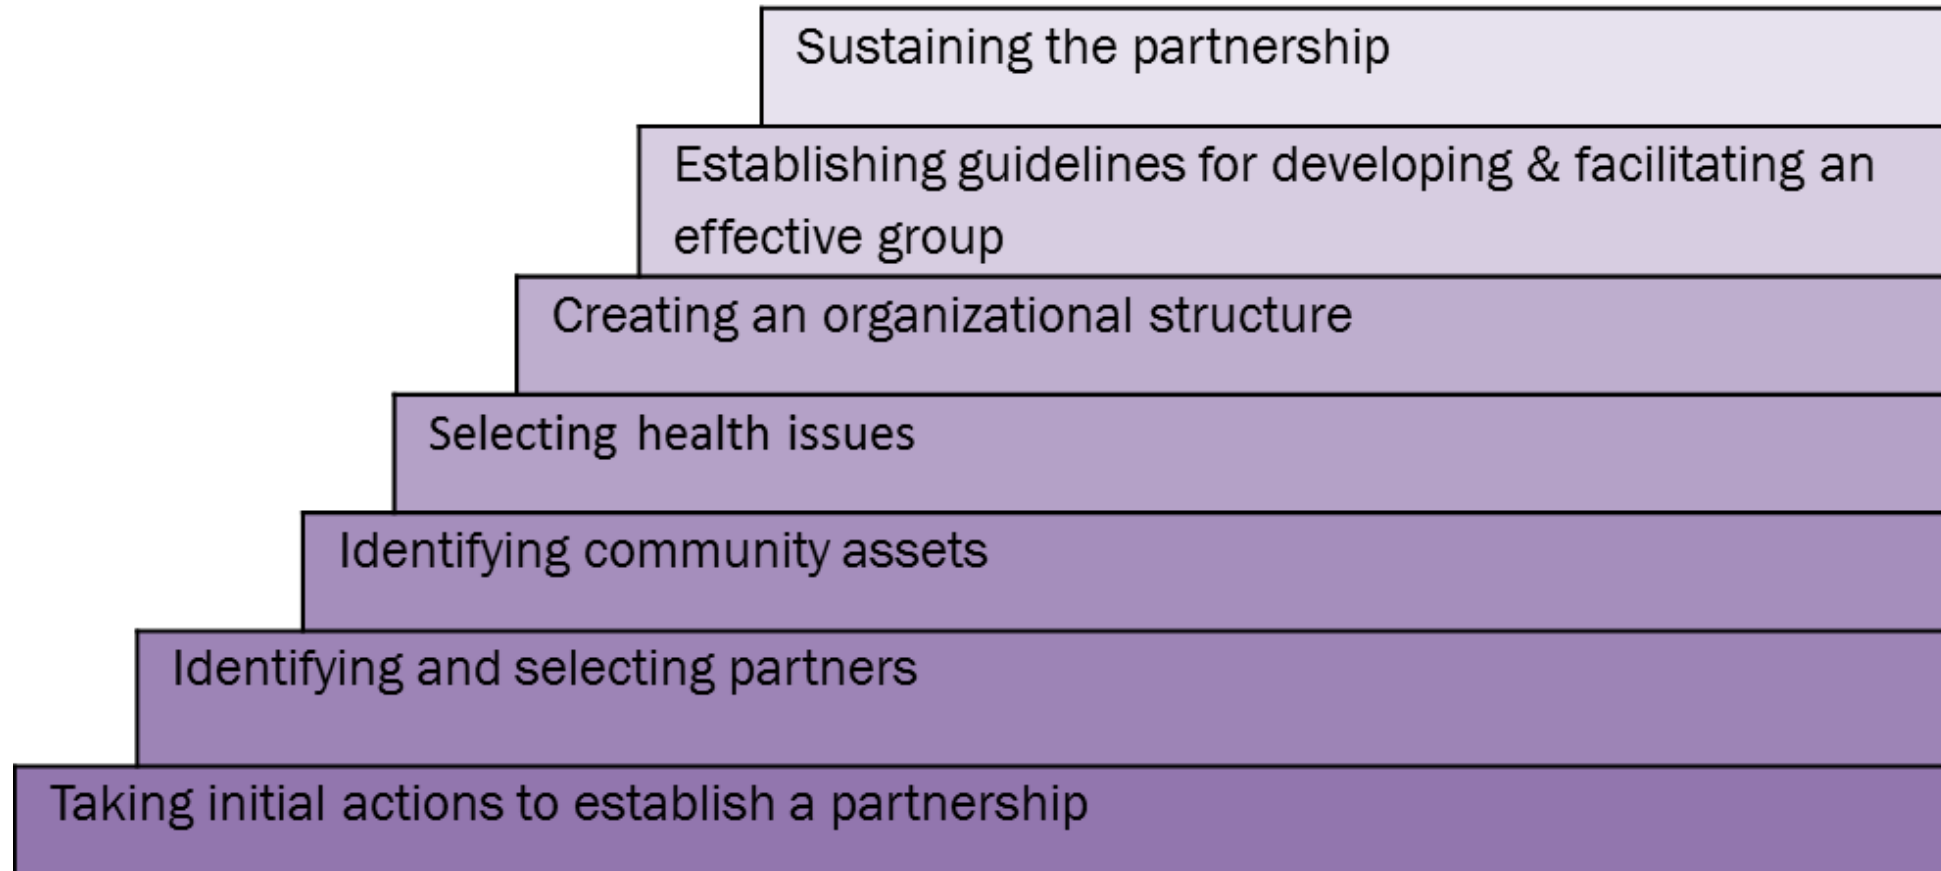 Sustaining the partnership
Establishing guidelines for developing & facilitating an
effective group
Creating an organizational structure
Selecting health issues
Identifying community assets
Identifying and selecting partners
Taking initial actions to establish a partnership